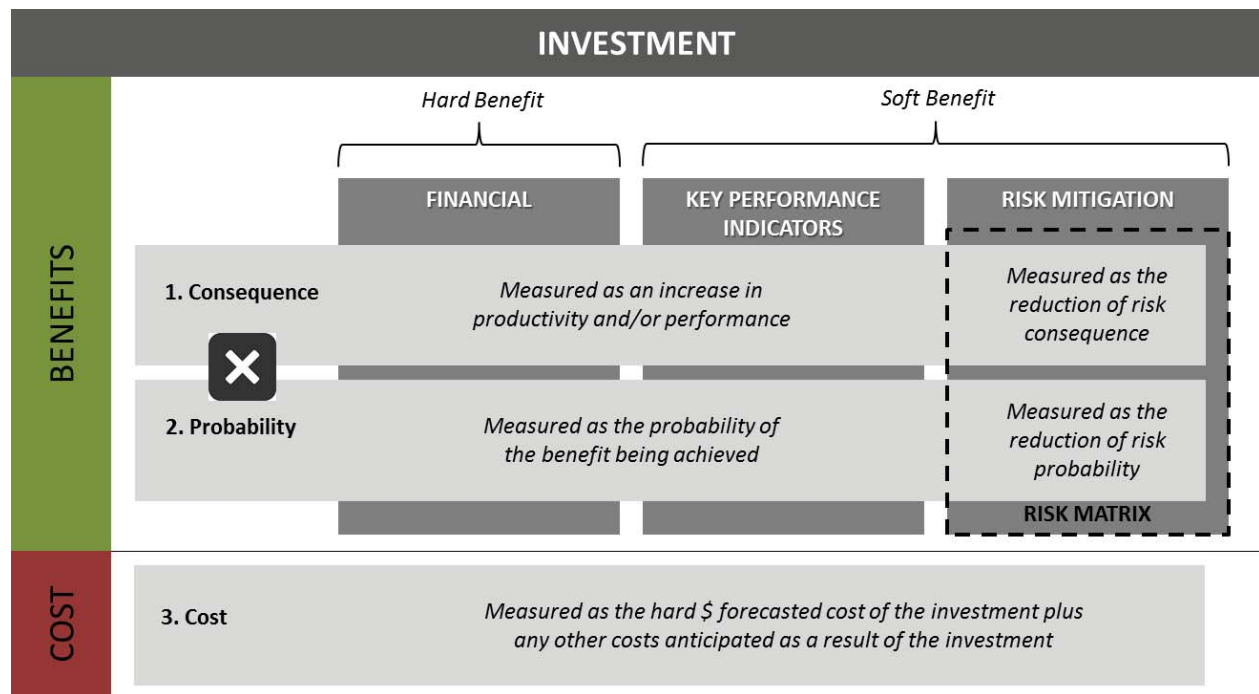 INVESTMENT
Hard Benefit
Soft Benefit
FINANCIAL
KEY PERFORMANCE
INDICATORS
RISK MITIGATION
BENEFITS
1. Consequence
Measured as an increase in
productivity and/or performance
Measured as the
reduction of risk
consequence
2. Probability
Measured as the probability of
the benefit being achieved
Measured as the
reduction of risk
probability
RISK MATRIX
COST
3. Cost
Measured as the hard $ forecasted cost of the investment plus
any other costs anticipated as a result of the investment